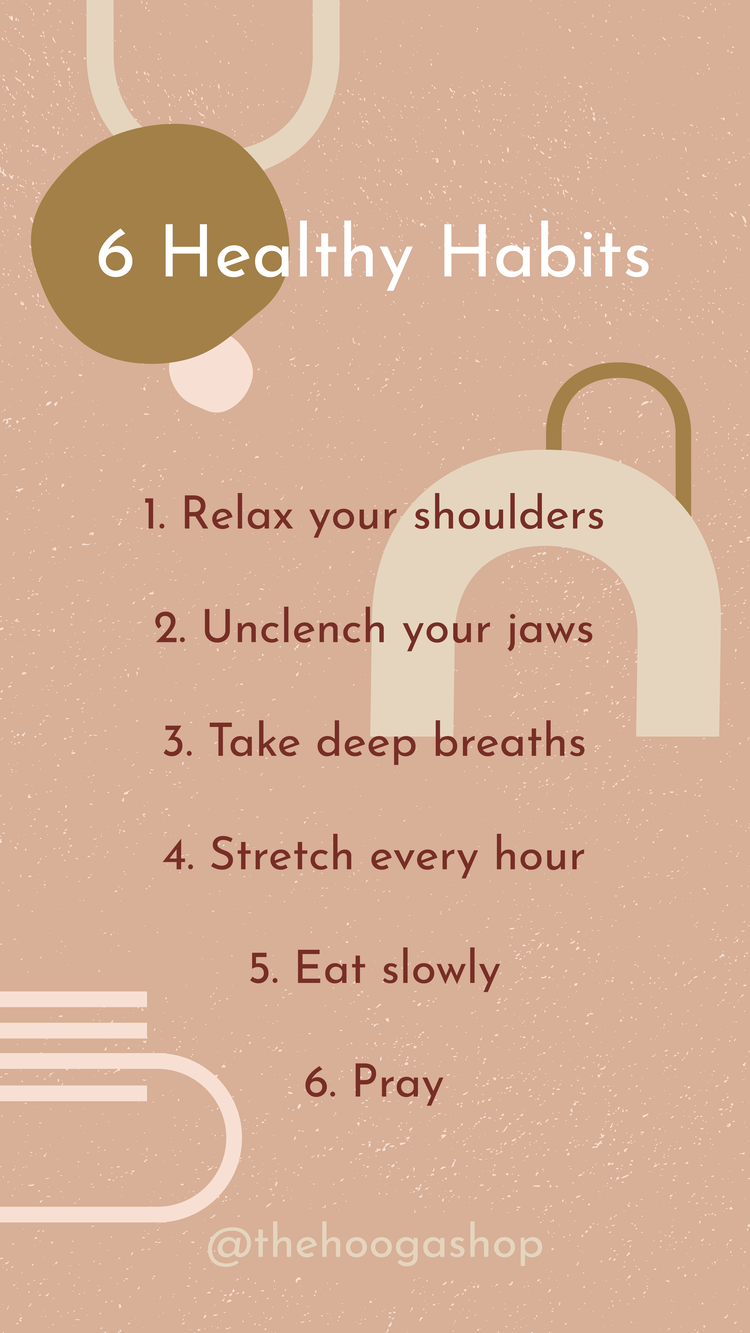 6 Healthy Habits
1. Relax your shoulders
2. Unclench your jaws
3. Take deep breaths
4. Stretch every hour
5. Eat slowly
6. Pray
@thehoogashop